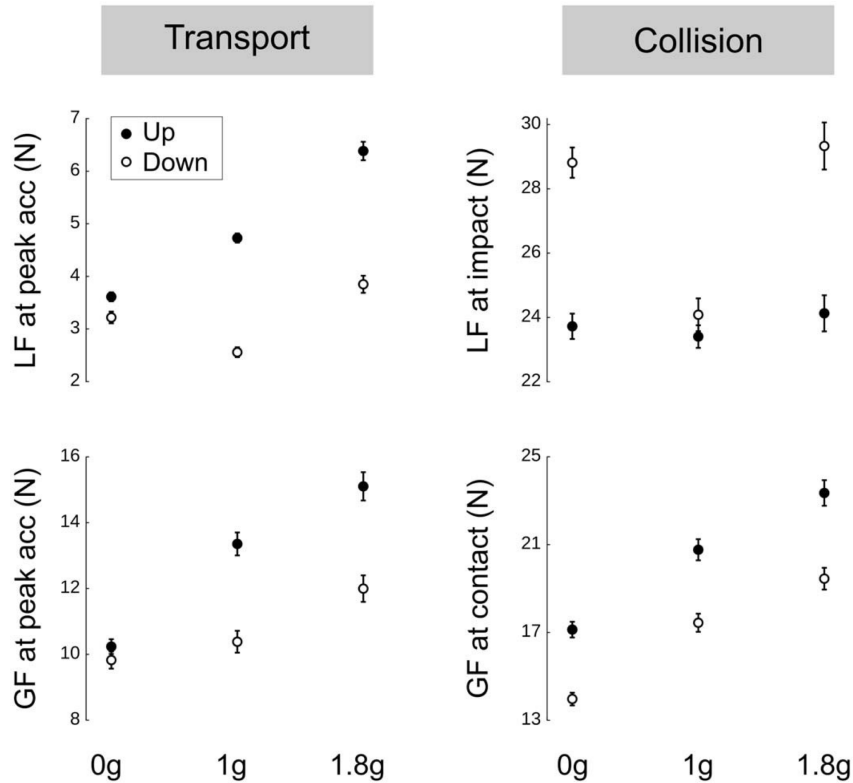 Transport
Collision
7
6
5
4
3
2
LF at peak acc (N)
Up
Down
30
28
26
24
22
LF at impact (N)
16
14
12
10
8
GF at peak acc (N)
25
21
17
13
GF at contact (N)
0g 1g 1.8g
0g 1g 1.8g